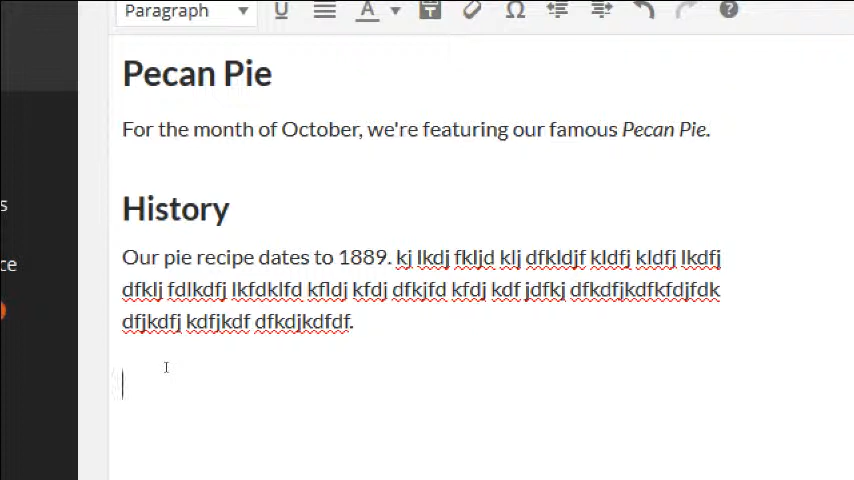 Paragraph
Pecan Pie
For the month of October, we're featuring our famous Pecan Pie.
History
Our pie recipe dates to 1889. kj lkdj fkljd klj dfkldjf kldfj kldfj lkdfj
dfklj fdlkdfj lkfdklfd kfldj kfdj dfkjfd kfdj kdf jdfkj dfkdfjkdfkfdjfdk
dfjkdfj kdfjkdf dfkdjkdfdf.
s
ce